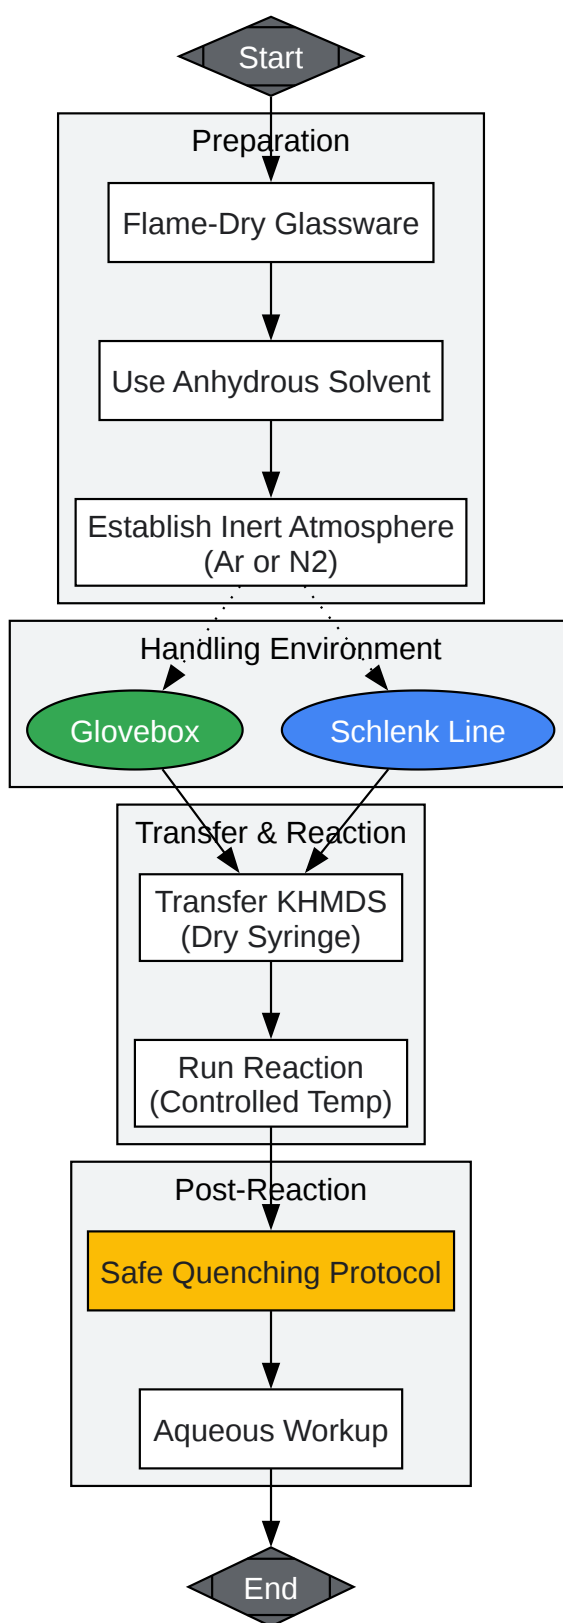 Start
Preparation
Flame-Dry Glassware
Use Anhydrous Solvent
Establish Inert Atmosphere
(Ar or N2)
Handling Environment
Glovebox
Schlenk Line
Transfer & Reaction
Transfer KHMDS
(Dry Syringe)
Run Reaction
(Controlled Temp)
Post-Reaction
Safe Quenching Protocol
Aqueous Workup
End